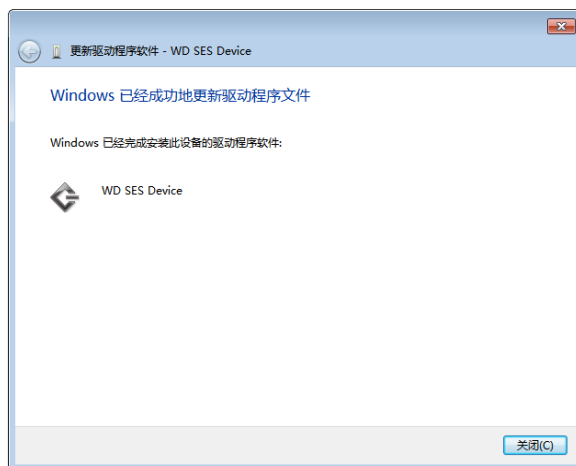 更新驱动程序软件 - WD SES Device
Windows 已经成功地更新驱动程序文件
Windows 已经完成安装此设备的驱动程序软件:
WD SES Device
关闭(C)